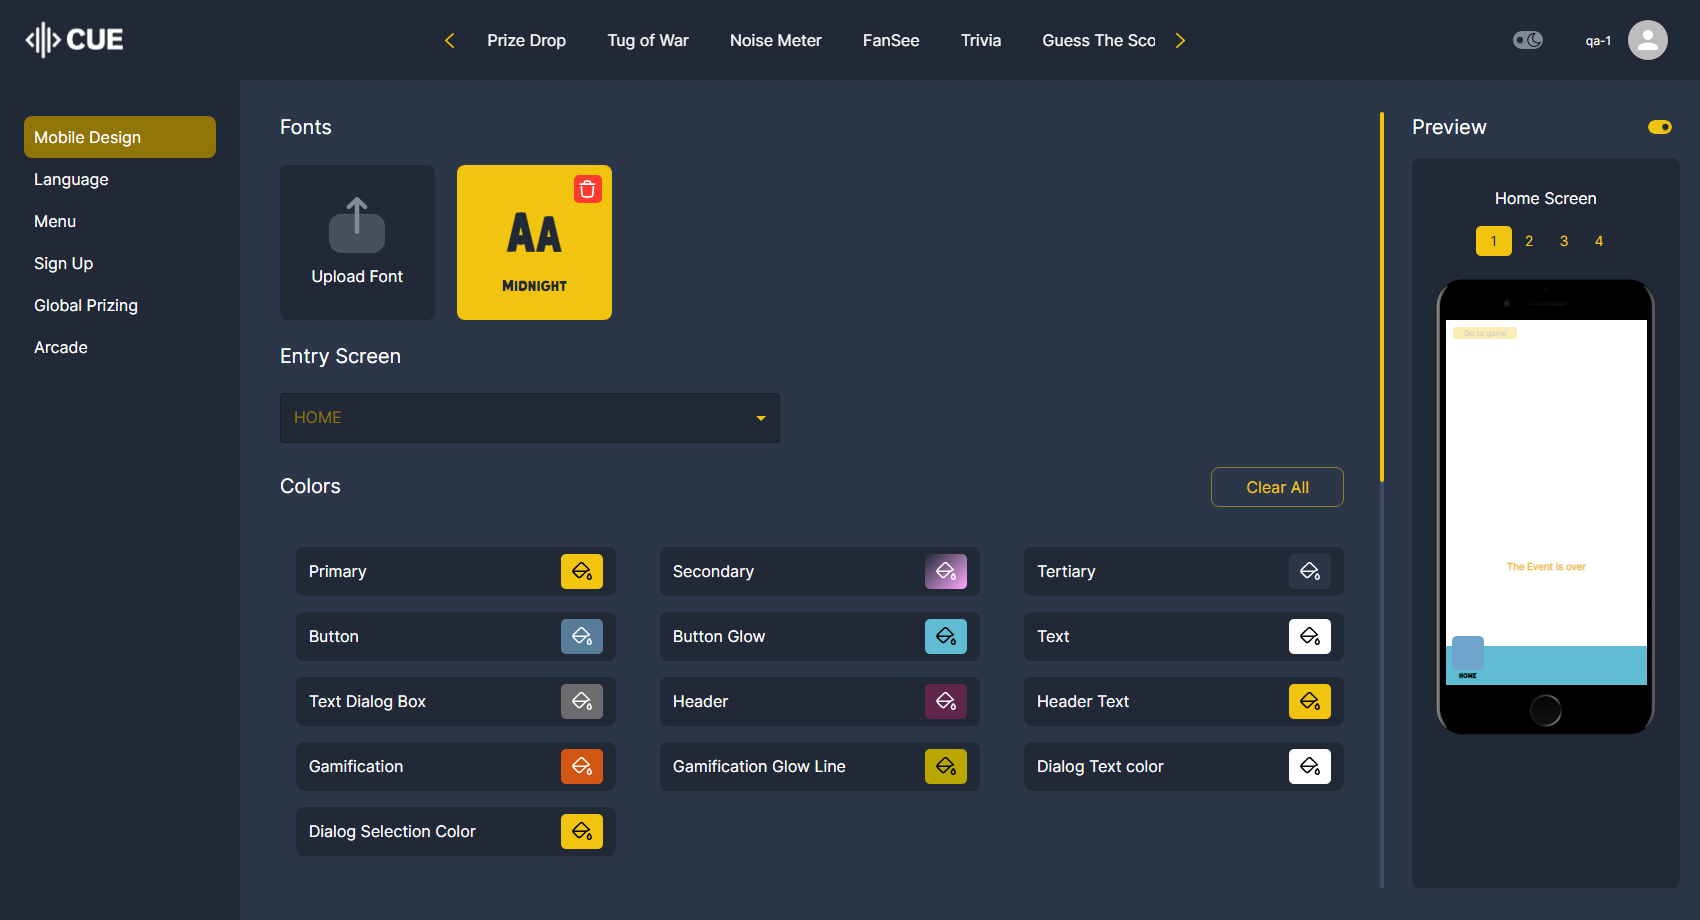 CUE
Prize Drop
Tug of War
Noise Meter
FanSee
Trivia
Guess The Sco
qa-1
Mobile Design
Language
Menu
Sign Up
Global Prizing
Arcade
Fonts
Upload Font
AA
MIDNIGHT
Entry Screen
HOME
Colors
Clear All
Primary
Secondary
Tertiary
Button
Button Glow
Text
Text Dialog Box
Header
Header Text
Gamification
Gamification Glow Line
Dialog Text color
Dialog Selection Color
Preview
Home Screen
1 2 3 4
Go to game
The Event is over
HOME